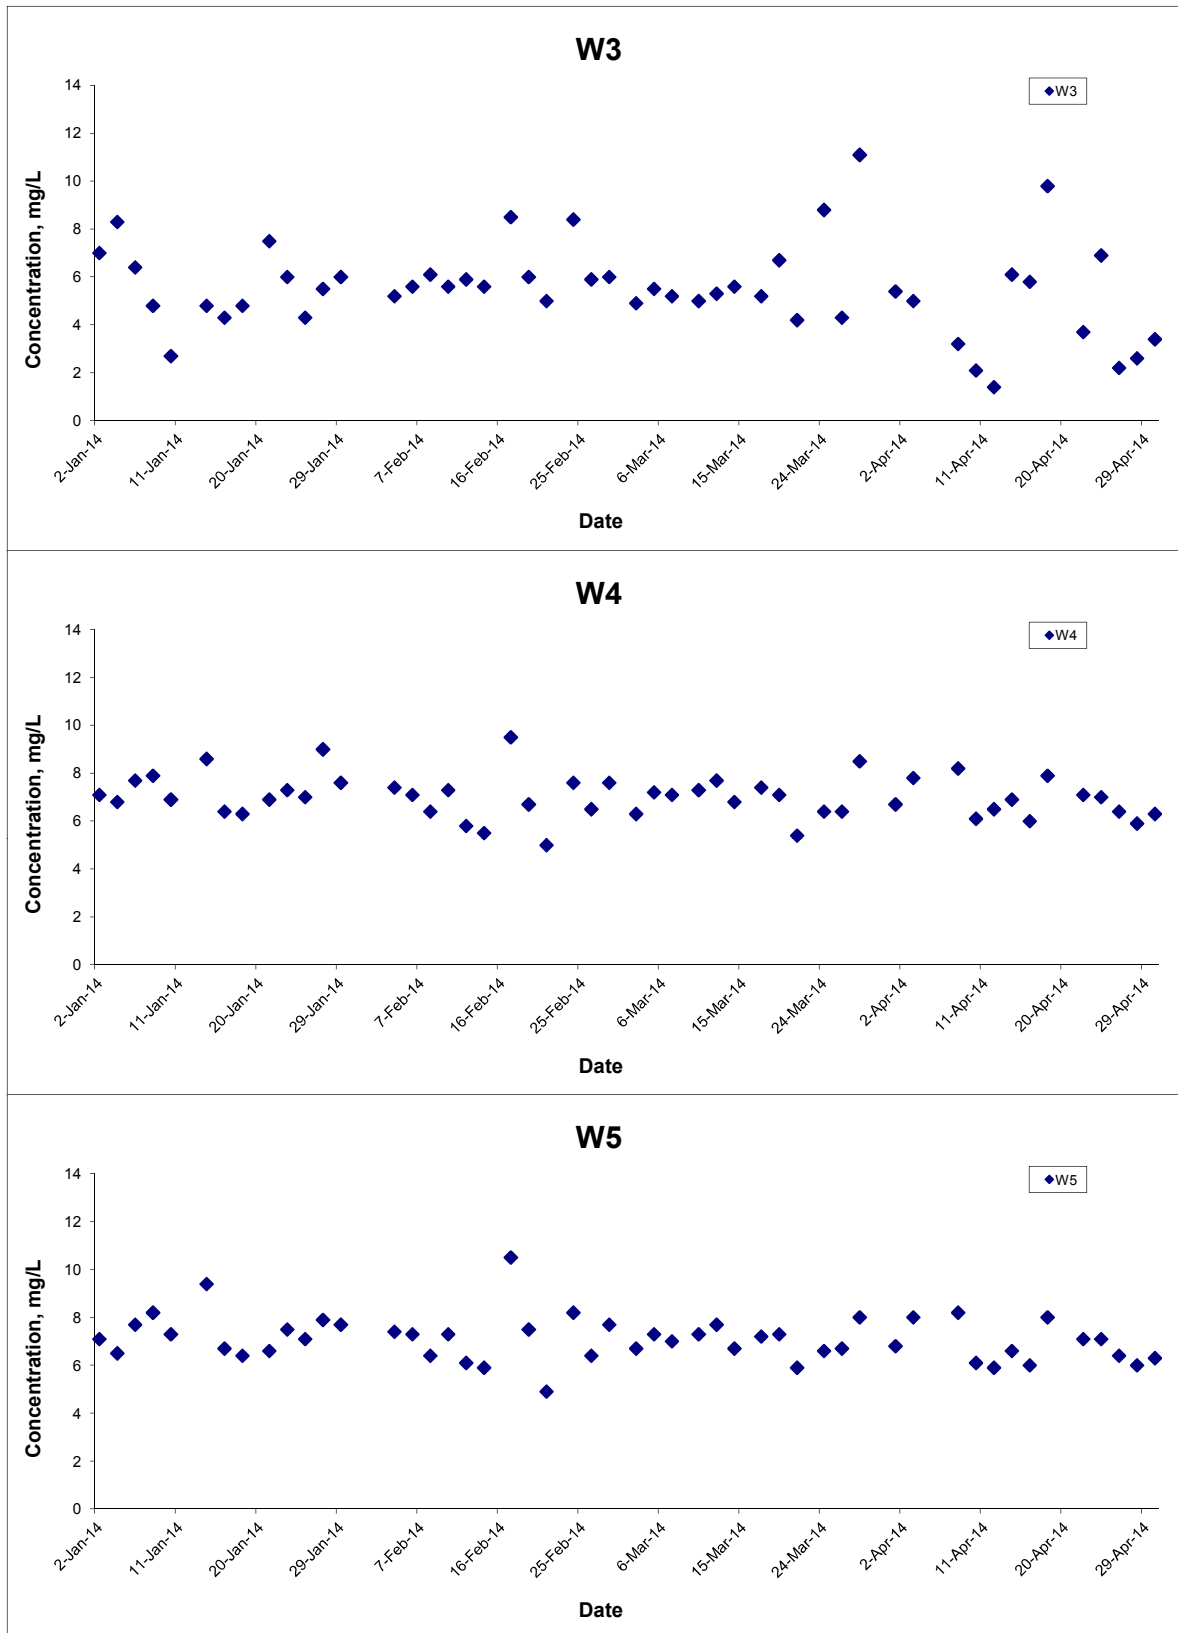 W3
W3
14
12
10
8
6
4
2
0
Concentration, mg/L
2-Jan-14
11-Jan-14
20-Jan-14
29-Jan-14
7-Feb-14
16-Feb-14
25-Feb-14
6-Mar-14
15-Mar-14
24-Mar-14
2-Apr-14
11-Apr-14
20-Apr-14
29-Apr-14
Date
W4
W4
14
12
10
8
6
4
2
0
Concentration, mg/L
2-Jan-14
11-Jan-14
20-Jan-14
29-Jan-14
7-Feb-14
16-Feb-14
25-Feb-14
6-Mar-14
15-Mar-14
24-Mar-14
2-Apr-14
11-Apr-14
20-Apr-14
29-Apr-14
Date
W5
W5
14
12
10
8
6
4
2
0
Concentration, mg/L
2-Jan-14
11-Jan-14
20-Jan-14
29-Jan-14
7-Feb-14
16-Feb-14
25-Feb-14
6-Mar-14
15-Mar-14
24-Mar-14
2-Apr-14
11-Apr-14
20-Apr-14
29-Apr-14
Date